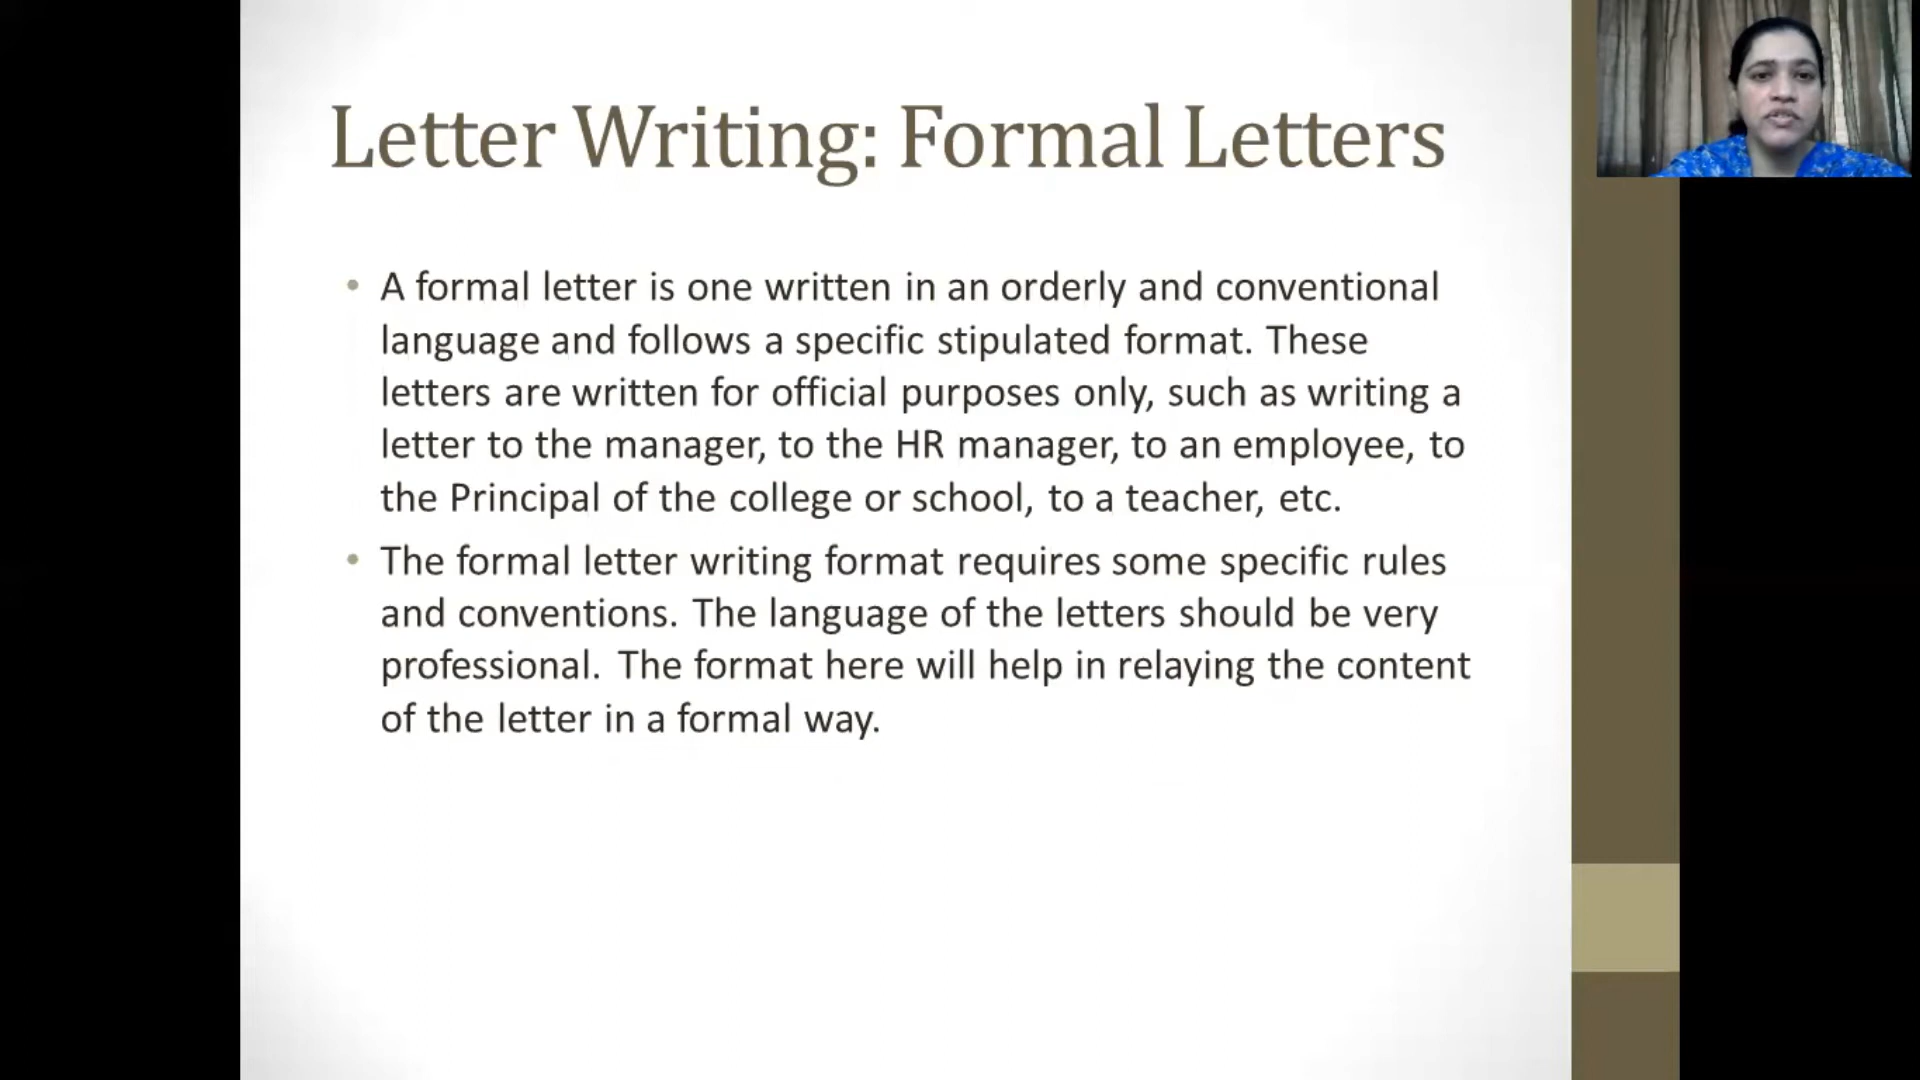 Letter Writing: Formal Letters
• A formal letter is one written in an orderly and conventional
language and follows a specific stipulated format. These
letters are written for official purposes only, such as writing a
letter to the manager, to the HR manager, to an employee, to
the Principal of the college or school, to a teacher, etc.
• The formal letter writing format requires some specific rules
and conventions. The language of the letters should be very
professional. The format here will help in relaying the content
of the letter in a formal way.